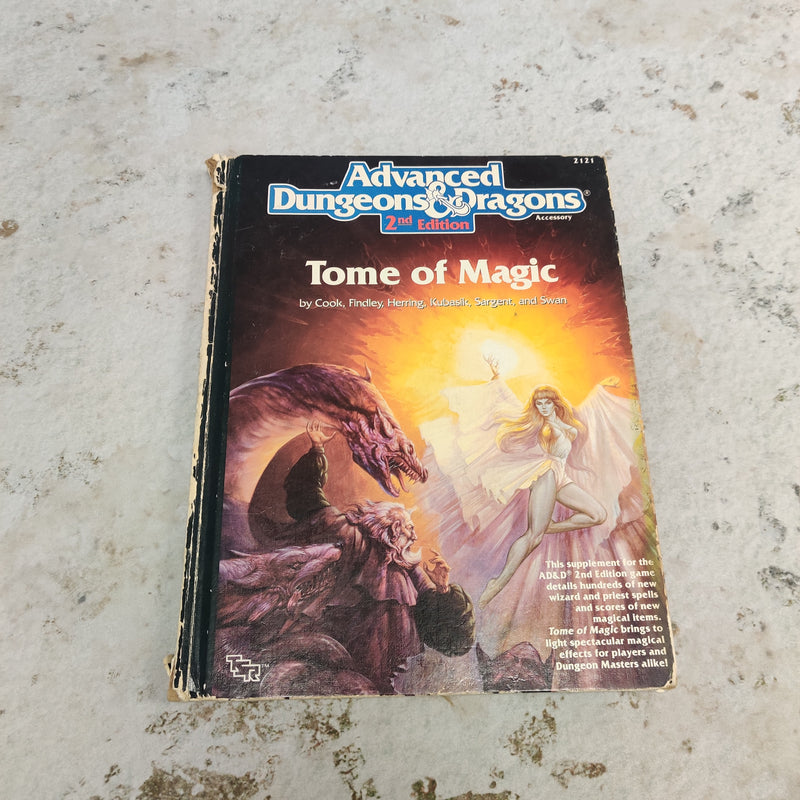 2121
Advanced
Dungeons & Dragons®
2nd Edition
Accessory
Tome of Magic
by Cook, Findley, Herring, Kubasik, Sargent, and Swan
This supplement for the
AD&D® 2nd Edition game
details hundreds of new
wizard and priest spells
and scores of new
magical items.
Tome of Magic brings to
light spectacular magical
effects for players and
Dungeon Masters alike!
TSR™